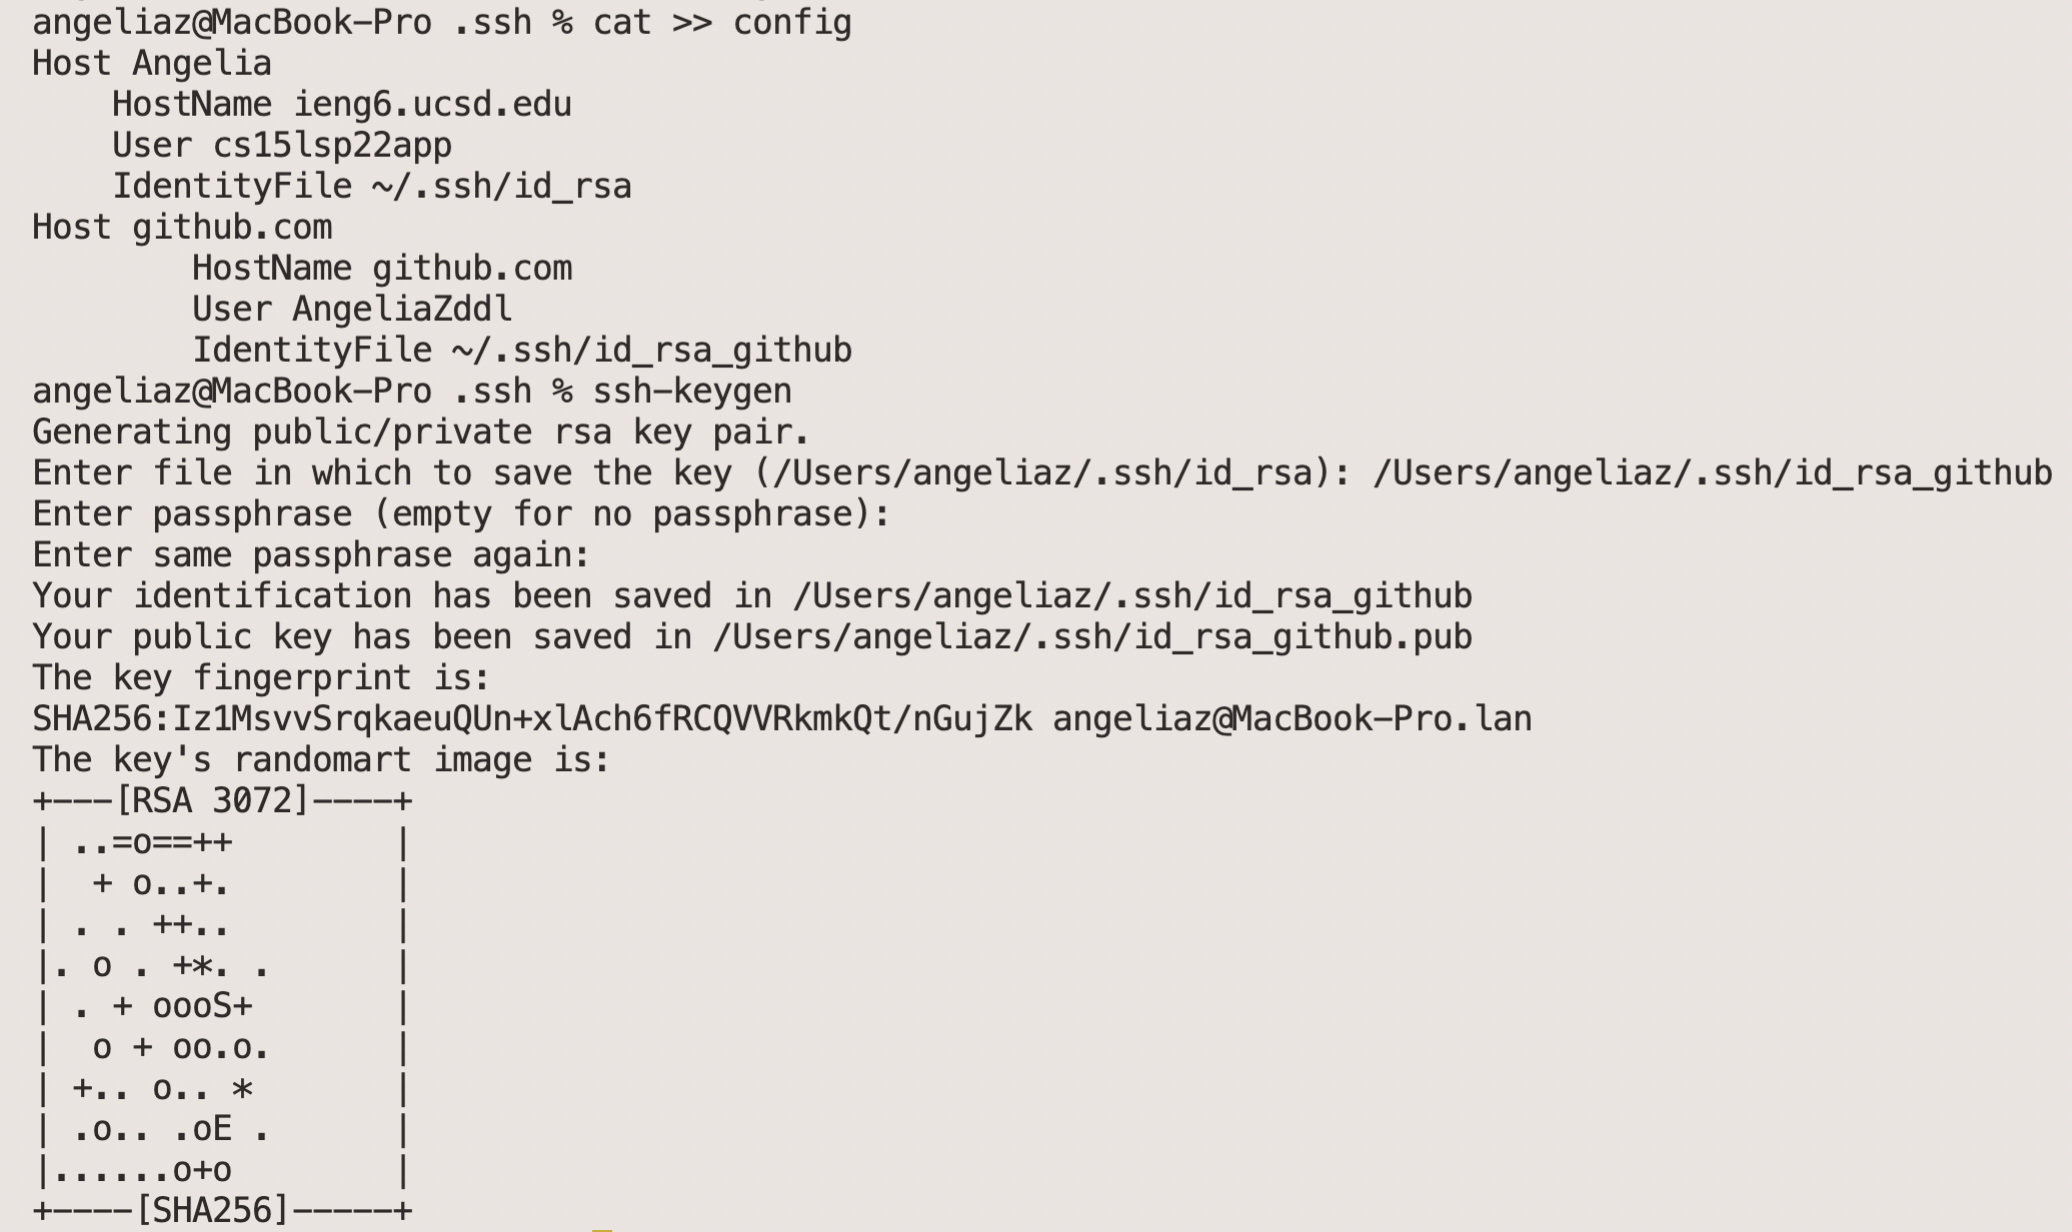 angeliaz@MacBook-Pro .ssh % cat >> config
Host Angelia
    HostName ieng6.ucsd.edu
    User cs15lsp22app
    IdentityFile ~/.ssh/id_rsa
Host github.com
        HostName github.com
        User AngeliaZddl
        IdentityFile ~/.ssh/id_rsa_github
angeliaz@MacBook-Pro .ssh % ssh-keygen
Generating public/private rsa key pair.
Enter file in which to save the key (/Users/angeliaz/.ssh/id_rsa): /Users/angeliaz/.ssh/id_rsa_github
Enter passphrase (empty for no passphrase):
Enter same passphrase again:
Your identification has been saved in /Users/angeliaz/.ssh/id_rsa_github
Your public key has been saved in /Users/angeliaz/.ssh/id_rsa_github.pub
The key fingerprint is:
SHA256:Iz1MsvvSrqkaeuQUn+xlAch6fRCQVVRkmkQt/nGujZk angeliaz@MacBook-Pro.lan
The key's randomart image is:
+---[RSA 3072]----+
| ..=o==++        |
|  + o..+.        |
| . . ++..        |
|. o . +*. .      |
| . + oooS+       |
|  o + oo.o.      |
| +.. o.. *       |
| .o.. .oE .      |
|......o+o        |
+----[SHA256]-----+